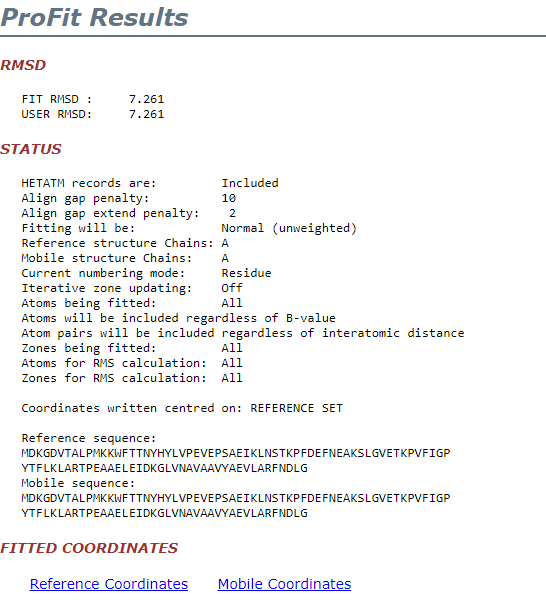 ProFit Results
RMSD
FIT RMSD : 7.261
USER RMSD: 7.261
STATUS
HETATM records are: Included
Align gap penalty: 10
Align gap extend penalty: 2
Fitting will be: Normal (unweighted)
Reference structure Chains: A
Mobile structure Chains: A
Current numbering mode: Residue
Iterative zone updating: Off
Atoms being fitted: All
Atoms will be included regardless of B-value
Atom pairs will be included regardless of interatomic distance
Zones being fitted: All
Atoms for RMS calculation: All
Zones for RMS calculation: All
Coordinates written centred on: REFERENCE SET
Reference sequence:
MDKGDVTALPMKKWFTTNYHYLVPEVEPSAEIKLNSTKPFDEFNEAKSLGVETKPVFIGP
YTFLKLARTPEAAELEIDKGLVNAVAAVYAEVLARFNDLG
Mobile sequence:
MDKGDVTALPMKKWFTTNYHYLVPEVEPSAEIKLNSTKPFDEFNEAKSLGVETKPVFIGP
YTFLKLARTPEAAELEIDKGLVNAVAAVYAEVLARFNDLG
FITTED COORDINATES
Reference Coordinates Mobile Coordinates